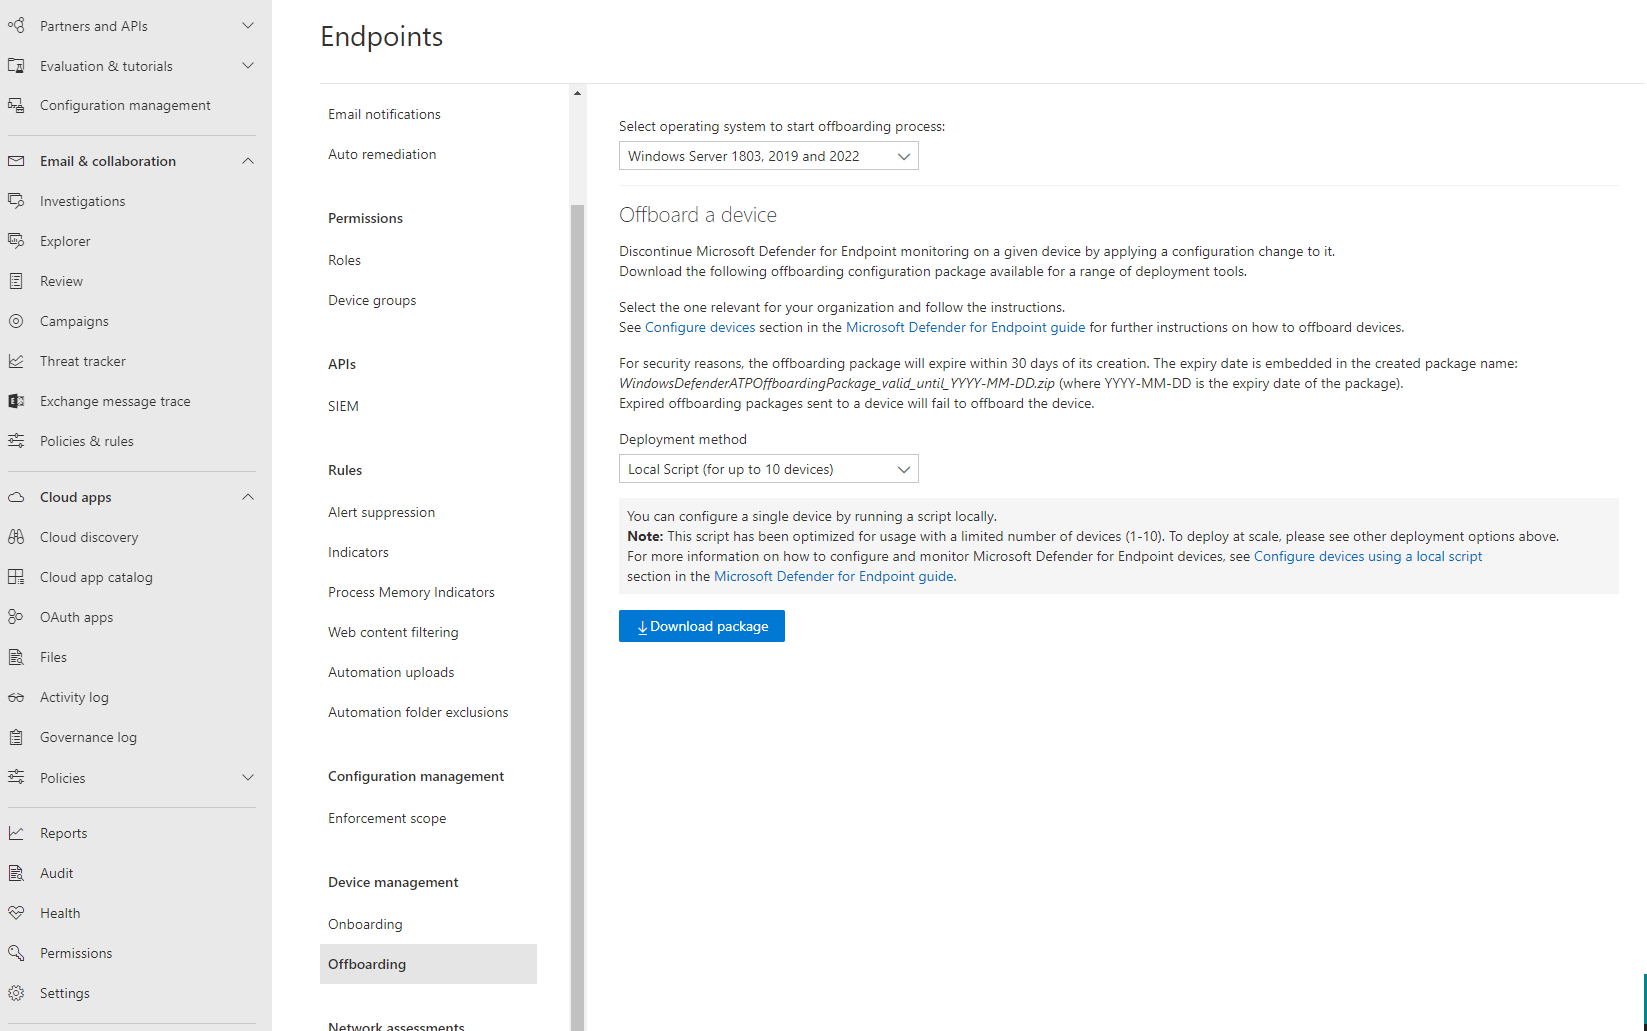 Partners and APIs
Evaluation & tutorials
Configuration management
Email & collaboration
Investigations
Explorer
Review
Campaigns
Threat tracker
Exchange message trace
Policies & rules
Cloud apps
Cloud discovery
Cloud app catalog
OAuth apps
Files
Activity log
Governance log
Policies
Reports
Audit
Health
Permissions
Settings
Endpoints
Email notifications
Auto remediation
Permissions
Roles
Device groups
APIs
SIEM
Rules
Alert suppression
Indicators
Process Memory Indicators
Web content filtering
Automation uploads
Automation folder exclusions
Configuration management
Enforcement scope
Device management
Onboarding
Offboarding
Network assessments
Select operating system to start offboarding process:
Windows Server 1803, 2019 and 2022
Offboard a device
Discontinue Microsoft Defender for Endpoint monitoring on a given device by applying a configuration change to it.
Download the following offboarding configuration package available for a range of deployment tools.
Select the one relevant for your organization and follow the instructions.
See Configure devices section in the Microsoft Defender for Endpoint guide for further instructions on how to offboard devices.
For security reasons, the offboarding package will expire within 30 days of its creation. The expiry date is embedded in the created package name:
WindowsDefenderATPOffboardingPackage_valid_until_YYYY-MM-DD.zip (where YYYY-MM-DD is the expiry date of the package).
Expired offboarding packages sent to a device will fail to offboard the device.
Deployment method
Local Script (for up to 10 devices)
You can configure a single device by running a script locally.
Note: This script has been optimized for usage with a limited number of devices (1-10). To deploy at scale, please see other deployment options above.
For more information on how to configure and monitor Microsoft Defender for Endpoint devices, see Configure devices using a local script
section in the Microsoft Defender for Endpoint guide.
Download package